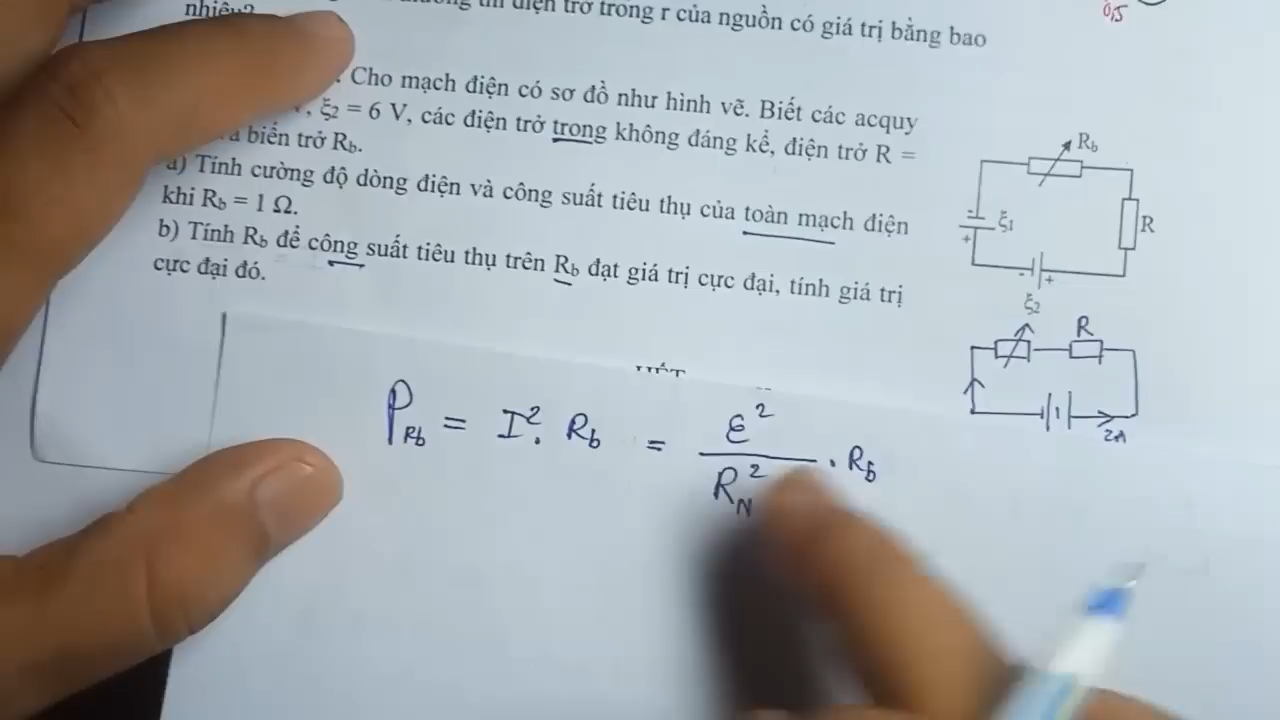 điện trở trong r của nguồn có giá trị bằng bao
nhiêu?
0,5
. Cho mạch điện có sơ đồ như hình vẽ. Biết các acquy
, ξ2 = 6 V, các điện trở trong không đáng kể, điện trở R =
biến trở Rb.
a) Tính cường độ dòng điện và công suất tiêu thụ của toàn mạch điện
khi Rb = 1 Ω.
b) Tính Rb để công suất tiêu thụ trên Rb đạt giá trị cực đại, tính giá trị
cực đại đó.
Rb
R
ξ1
+
- +
ξ2
R
2A
P_Rb = I². Rb = ε² / R_N² . Rb